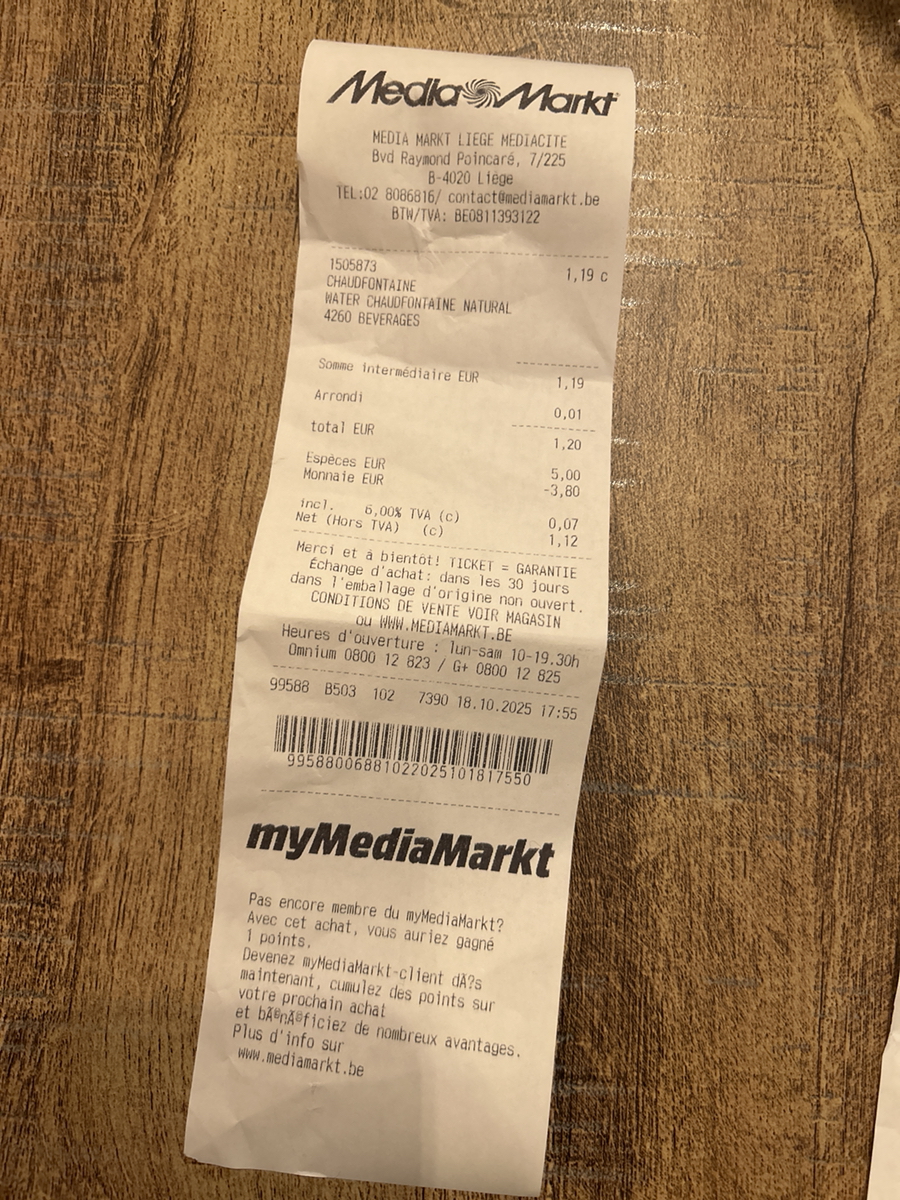 Media Markt
MEDIA MARKT LIEGE MEDIACITE
Bvd Raymond Poincaré, 7/225
B-4020 Liège
TEL:02 8086816/ contact@mediamarkt.be
BTW/TVA: BE0811393122
1505873 1,19 c
CHAUDFONTAINE
WATER CHAUDFONTAINE NATURAL
4260 BEVERAGES
Somme intermédiaire EUR 1,19
Arrondi 0,01
total EUR 1,20
Espèces EUR 5,00
Monnaie EUR -3,80
incl. 6,00% TVA (c) 0,07
Net (Hors TVA) (c) 1,12
Merci et à bientôt! TICKET = GARANTIE
Échange d'achat: dans les 30 jours
dans l'emballage d'origine non ouvert.
CONDITIONS DE VENTE VOIR MAGASIN
ou WWW.MEDIAMARKT.BE
Heures d'ouverture : lun-sam 10-19.30h
Omnium 0800 12 823 / G+ 0800 12 825
99588 B503 102 7390 18.10.2025 17:55
9958800688102202510181​7550
myMediaMarkt
Pas encore membre du myMediaMarkt?
Avec cet achat, vous auriez gagné
1 points.
Devenez myMediaMarkt-client dÃ?s
maintenant, cumulez des points sur
votre prochain achat
et bÃ©nÃ©ficiez de nombreux avantages.
Plus d'info sur
www.mediamarkt.be